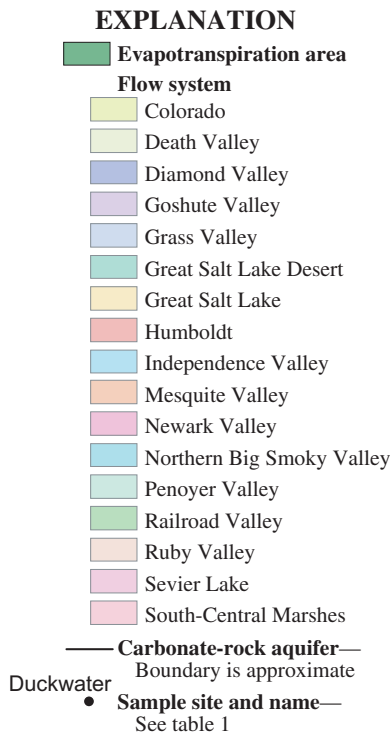 EXPLANATION
Evapotranspiration area
Flow system
Colorado
Death Valley
Diamond Valley
Goshute Valley
Grass Valley
Great Salt Lake Desert
Great Salt Lake
Humboldt
Independence Valley
Mesquite Valley
Newark Valley
Northern Big Smoky Valley
Penoyer Valley
Railroad Valley
Ruby Valley
Sevier Lake
South-Central Marshes
Carbonate-rock aquifer—
Boundary is approximate
Duckwater
Sample site and name—
See table 1